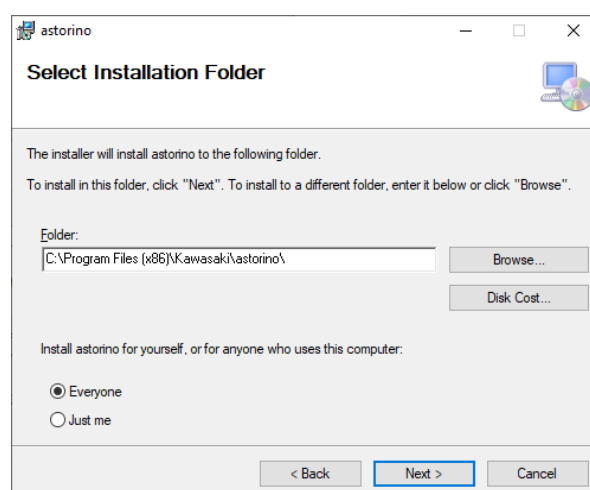 astorino
Select Installation Folder
The installer will install astorino to the following folder.
To install in this folder, click "Next". To install to a different folder, enter it below or click "Browse".
Folder:
C:\Program Files (x86)\Kawasaki\astorino\
Browse...
Disk Cost...
Install astorino for yourself, or for anyone who uses this computer:
Everyone
Just me
< Back Next > Cancel